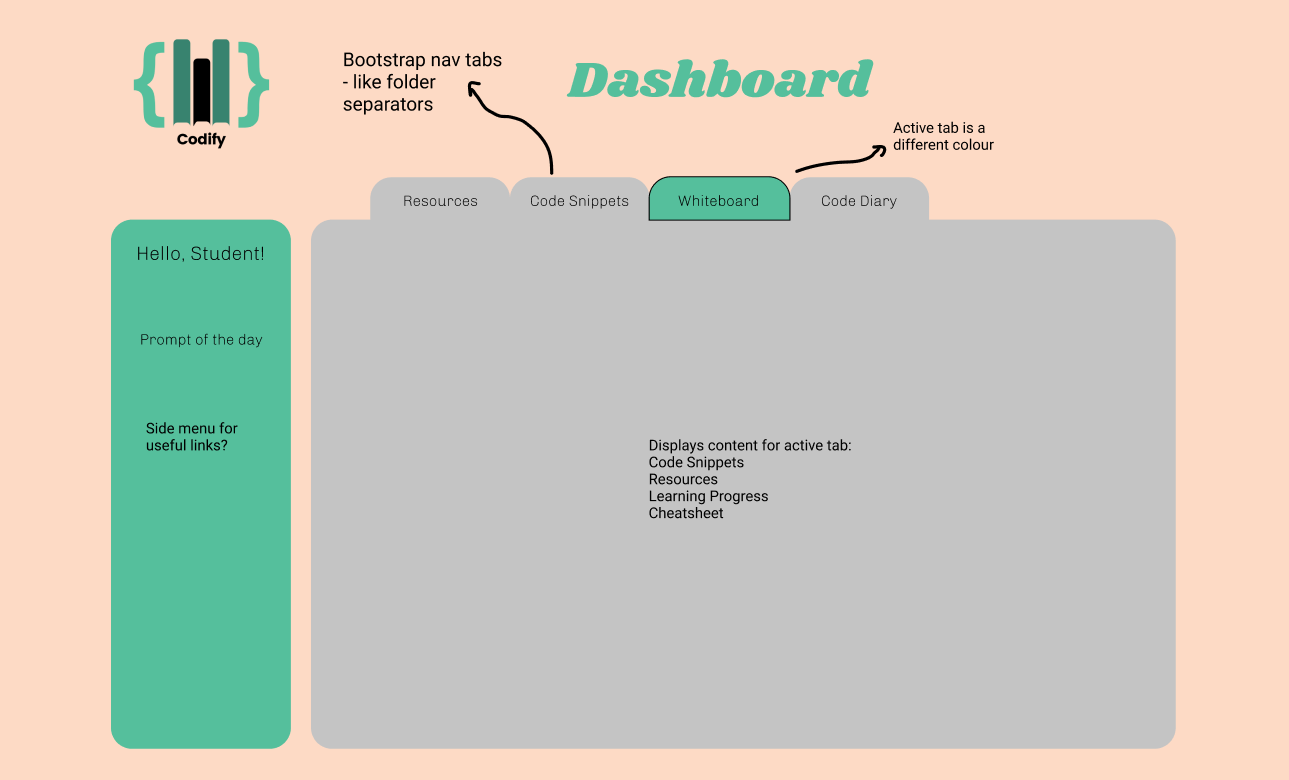 Bootstrap nav tabs
- like folder
separators
Dashboard
Codify
Active tab is a
different colour
Resources
Code Snippets
Whiteboard
Code Diary
Hello, Student!
Prompt of the day
Side menu for
useful links?
Displays content for active tab:
Code Snippets
Resources
Learning Progress
Cheatsheet